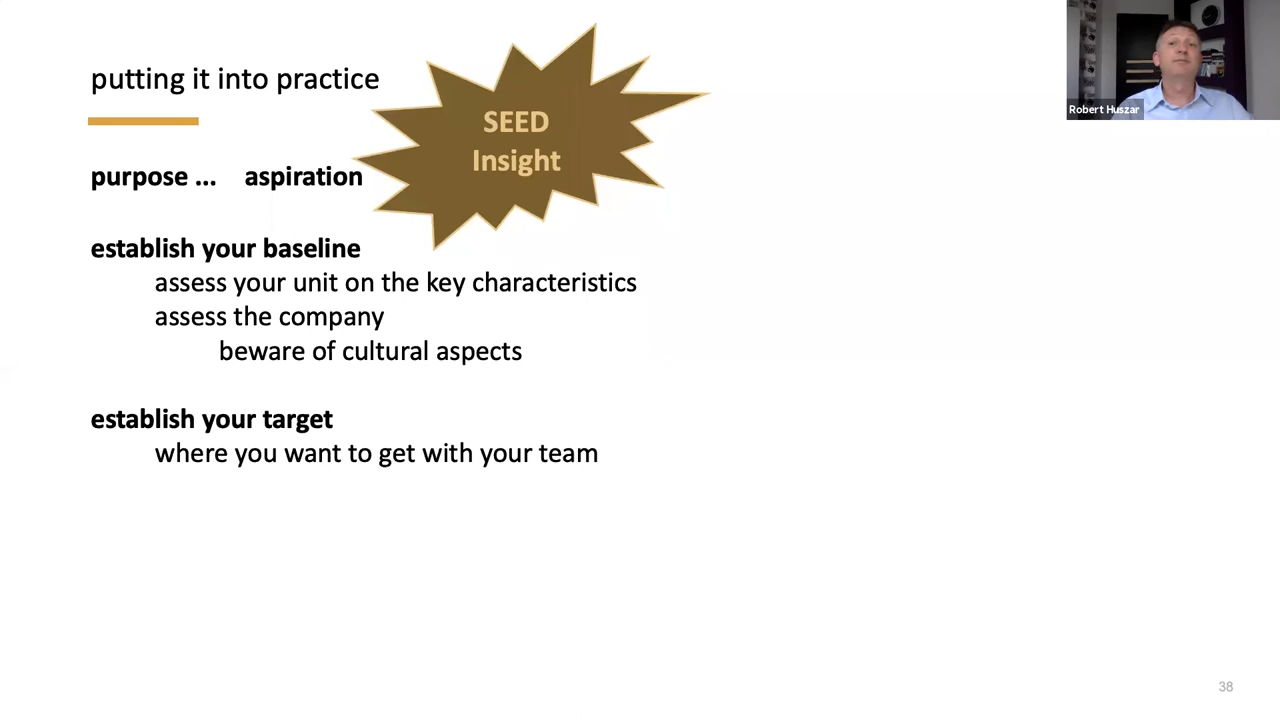 putting it into practice
SEED
Insight
purpose ... aspiration
establish your baseline
assess your unit on the key characteristics
assess the company
beware of cultural aspects
establish your target
where you want to get with your team
Robert Huszar
38